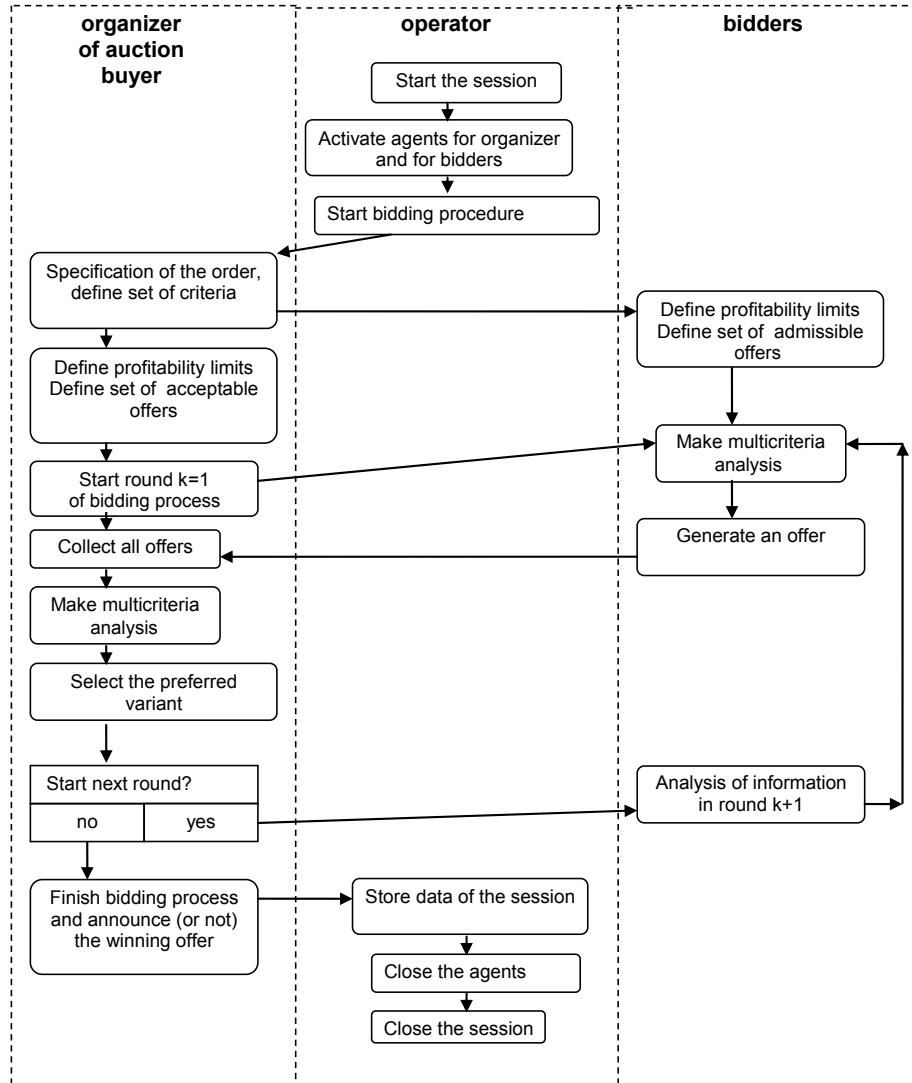 organizer
of auction
buyer
operator
bidders
Start the session
Activate agents for organizer
and for bidders
Start bidding procedure
Specification of the order,
define set of criteria
Define profitability limits
Define set of admissible
offers
Define profitability limits
Define set of acceptable
offers
Make multicriteria
analysis
Start round k=1
of bidding process
Generate an offer
Collect all offers
Make multicriteria
analysis
Select the preferred
variant
Start next round?
no
yes
Analysis of information
in round k+1
Finish bidding process
and announce (or not)
the winning offer
Store data of the session
Close the agents
Close the session